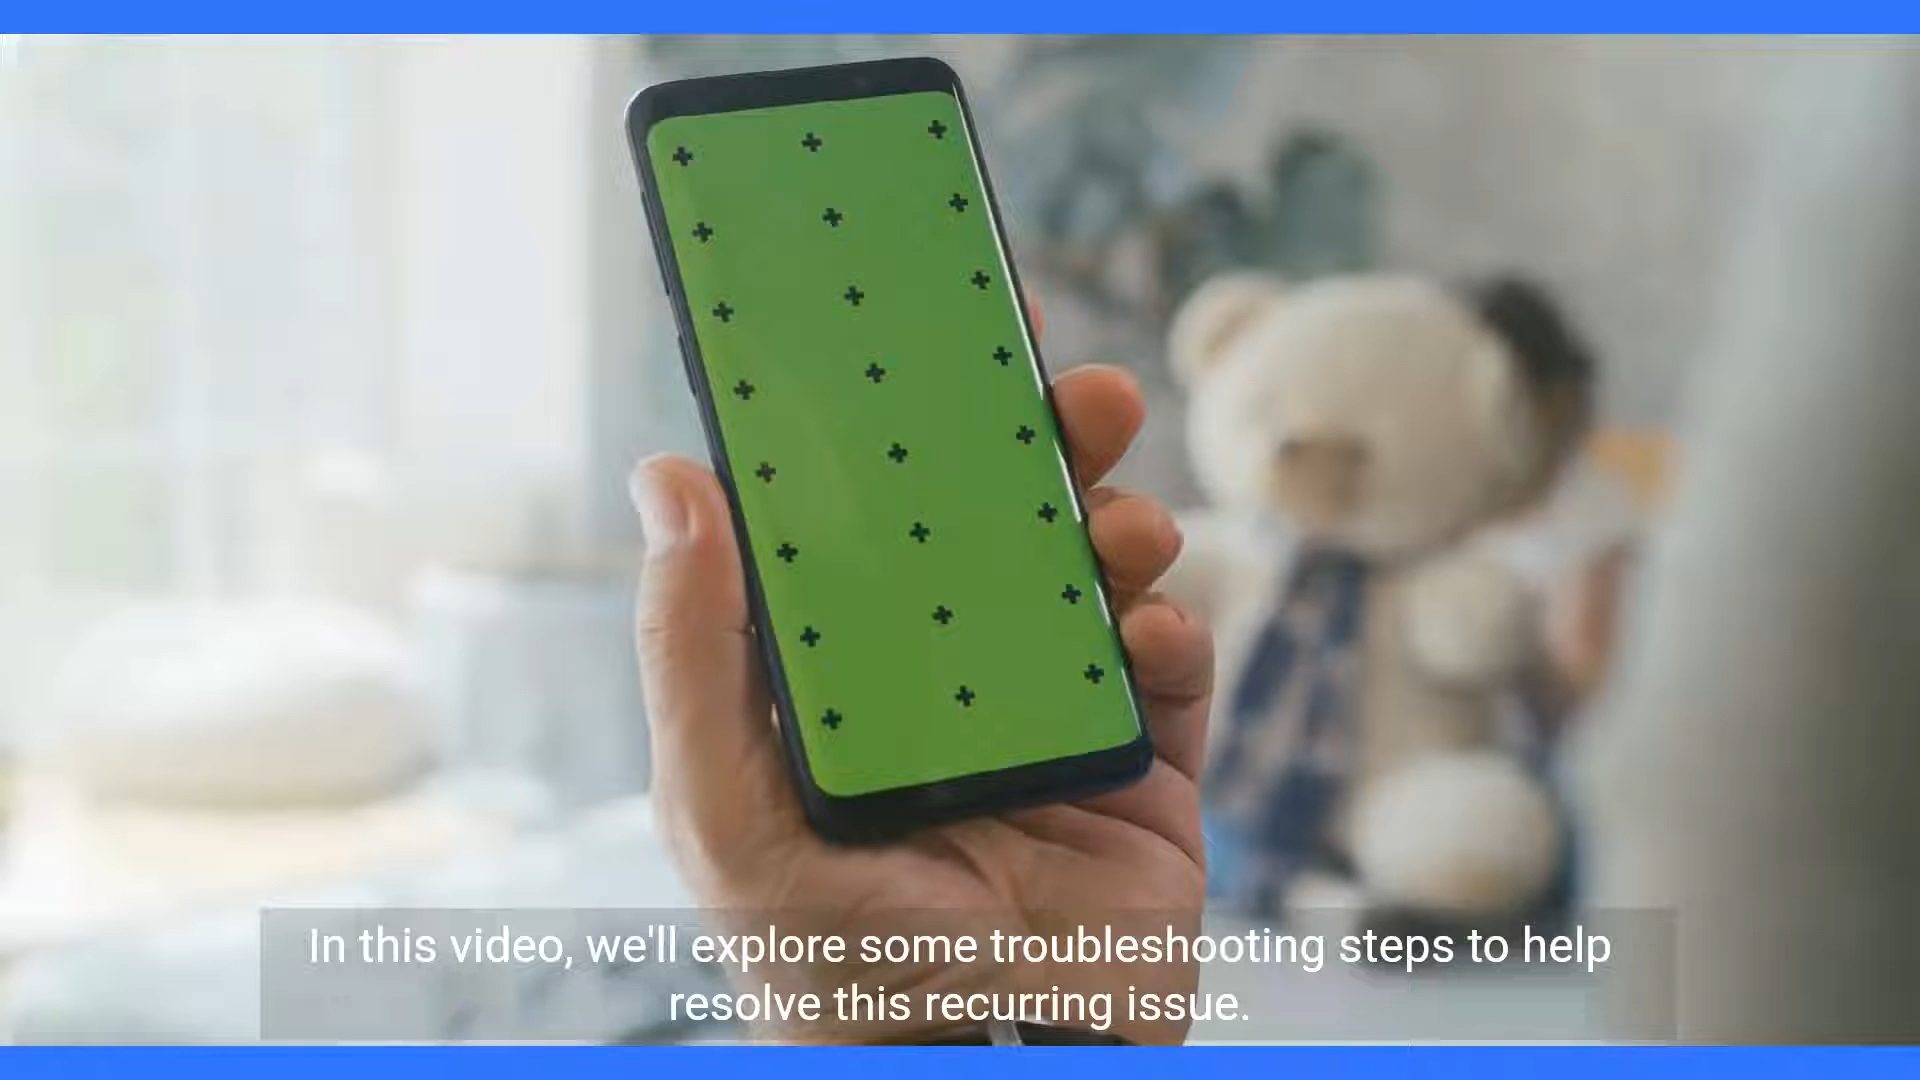 In this video, we'll explore some troubleshooting steps to help
resolve this recurring issue.